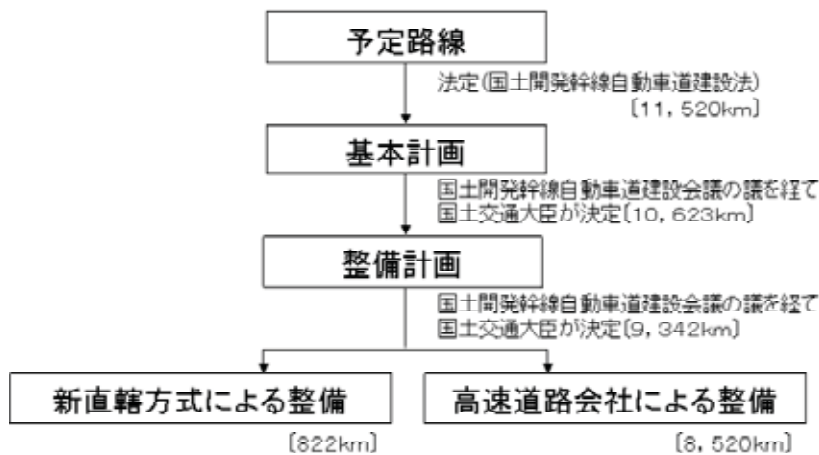 予定路線
法定(国土開発幹線自動車道建設法)
〔11，520km〕
基本計画
国土開発幹線自動車道建設会議の議を経て
国土交通大臣が決定〔10，623km〕
整備計画
国土開発幹線自動車道建設会議の議を経て
国土交通大臣が決定〔9，342km〕
新直轄方式による整備
高速道路会社による整備
〔822km〕
〔8，520km〕